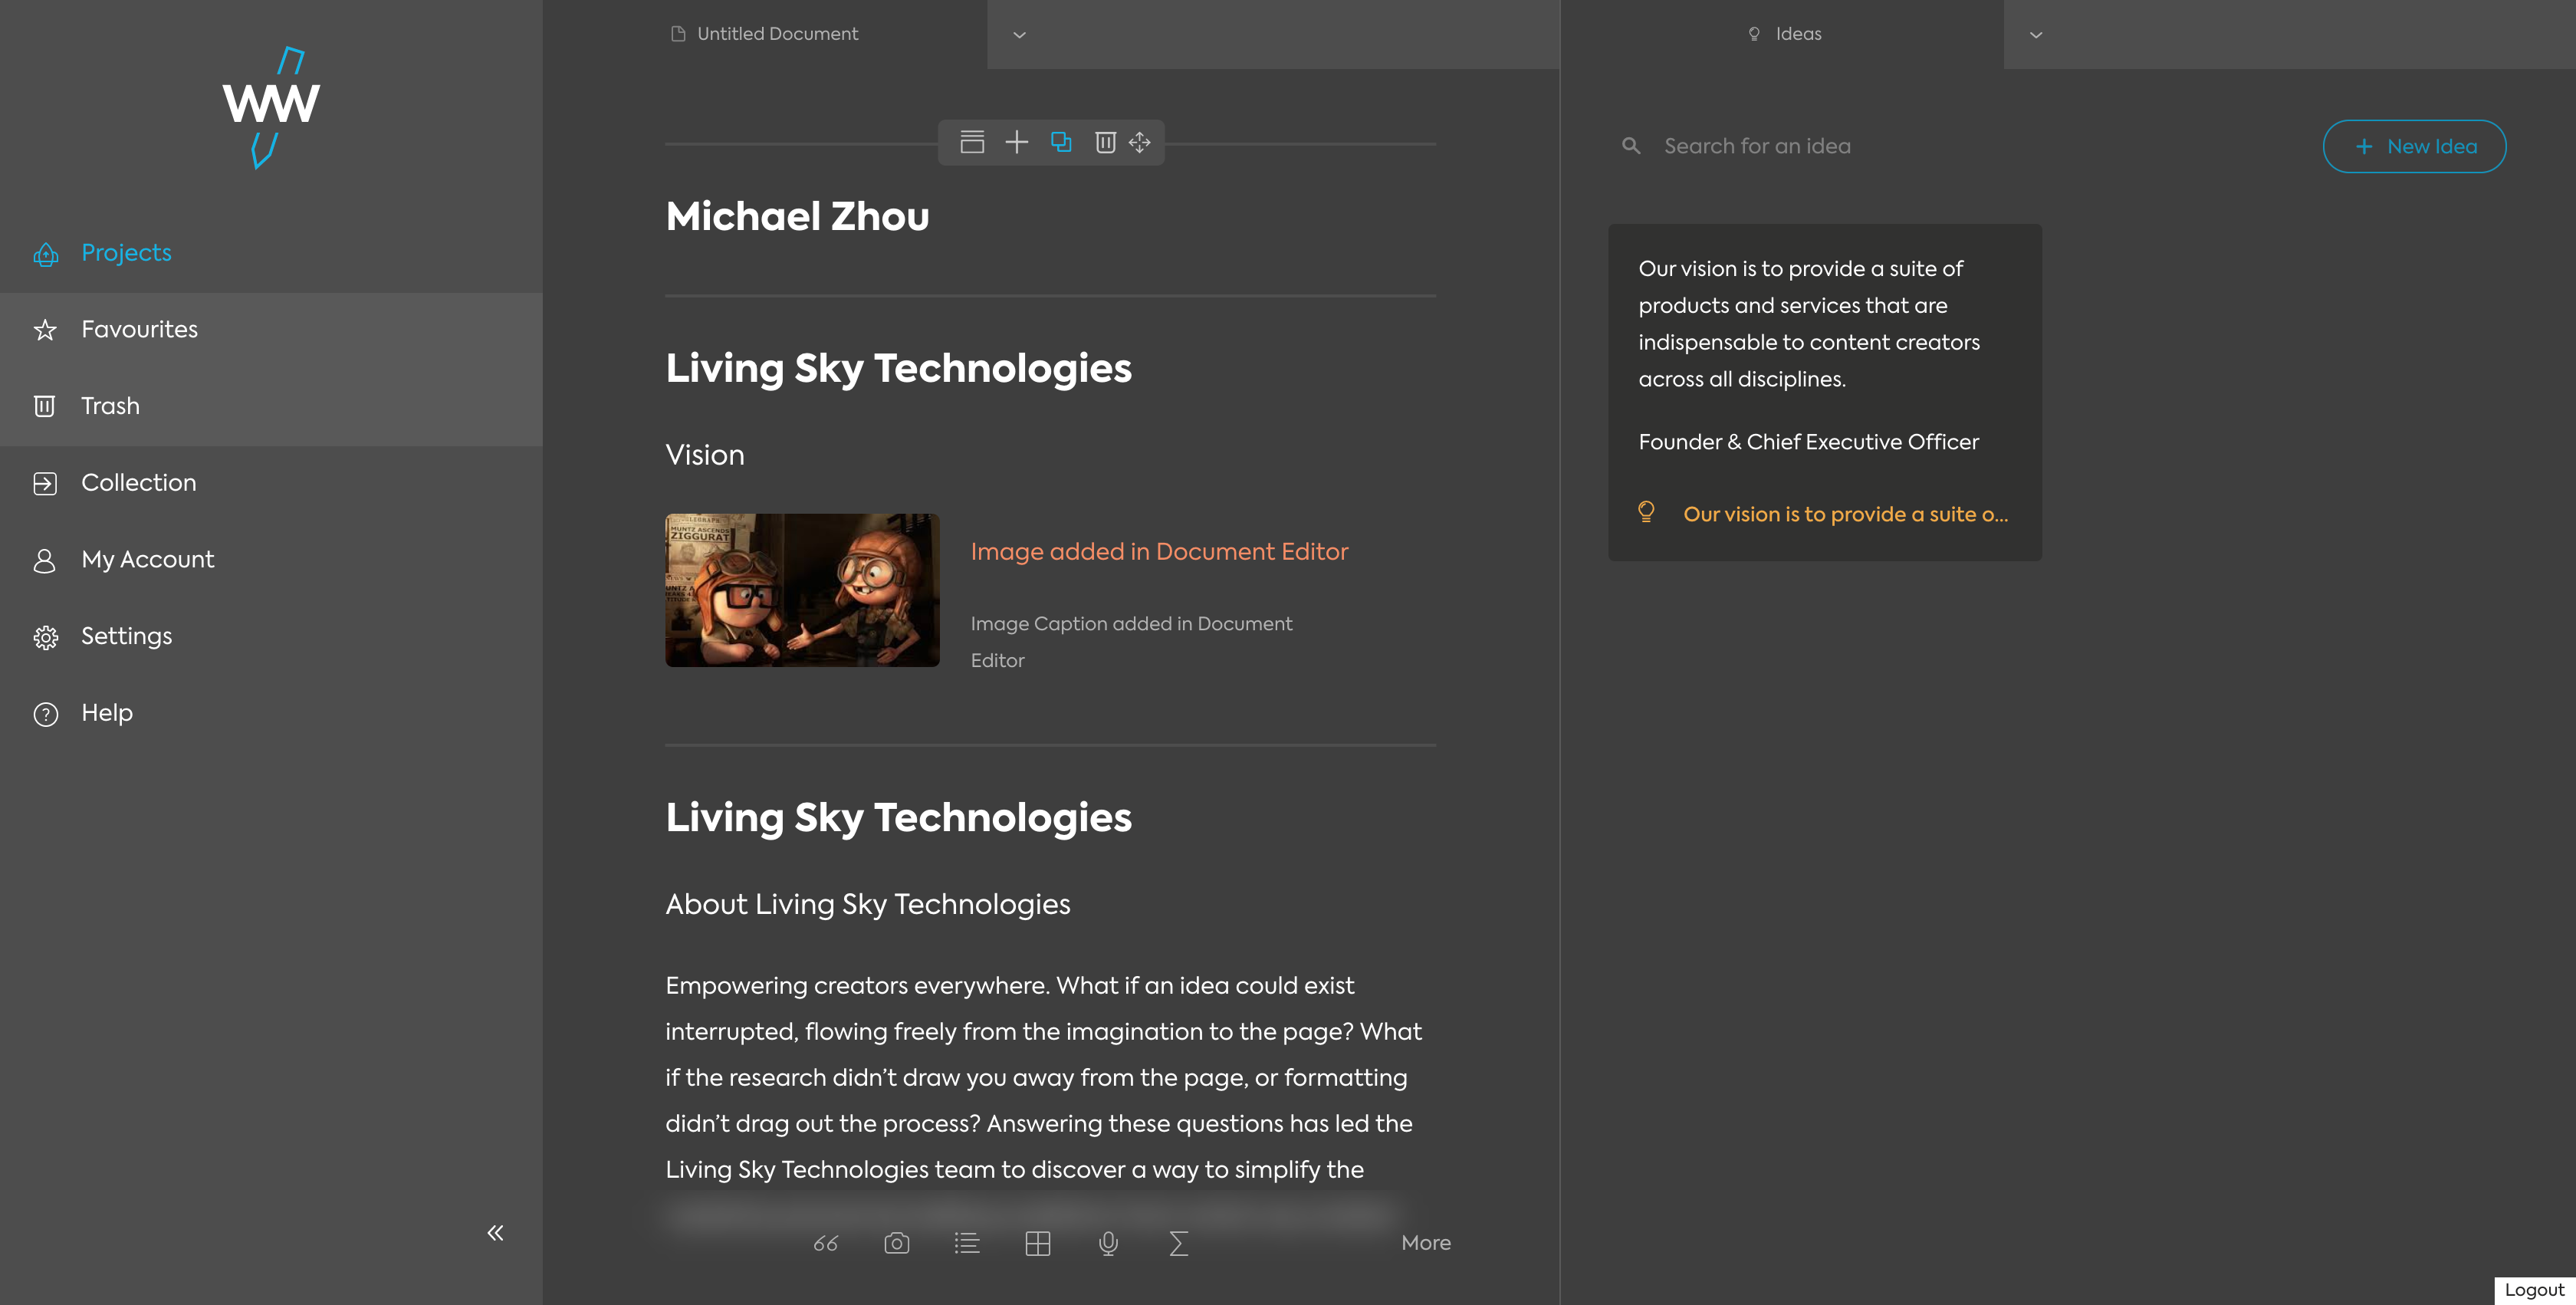 WW
Projects
Favourites
Trash
Collection
My Account
Settings
Help
Untitled Document
Michael Zhou
Living Sky Technologies
Vision
MUNTZ ASCENDS
ZIGGURAT
Image added in Document Editor
Image Caption added in Document
Editor
Living Sky Technologies
About Living Sky Technologies
Empowering creators everywhere. What if an idea could exist
interrupted, flowing freely from the imagination to the page? What
if the research didn’t draw you away from the page, or formatting
didn’t drag out the process? Answering these questions has led the
Living Sky Technologies team to discover a way to simplify the
More
Ideas
Search for an idea
+ New Idea
Our vision is to provide a suite of
products and services that are
indispensable to content creators
across all disciplines.
Founder & Chief Executive Officer
Our vision is to provide a suite o...
Logout